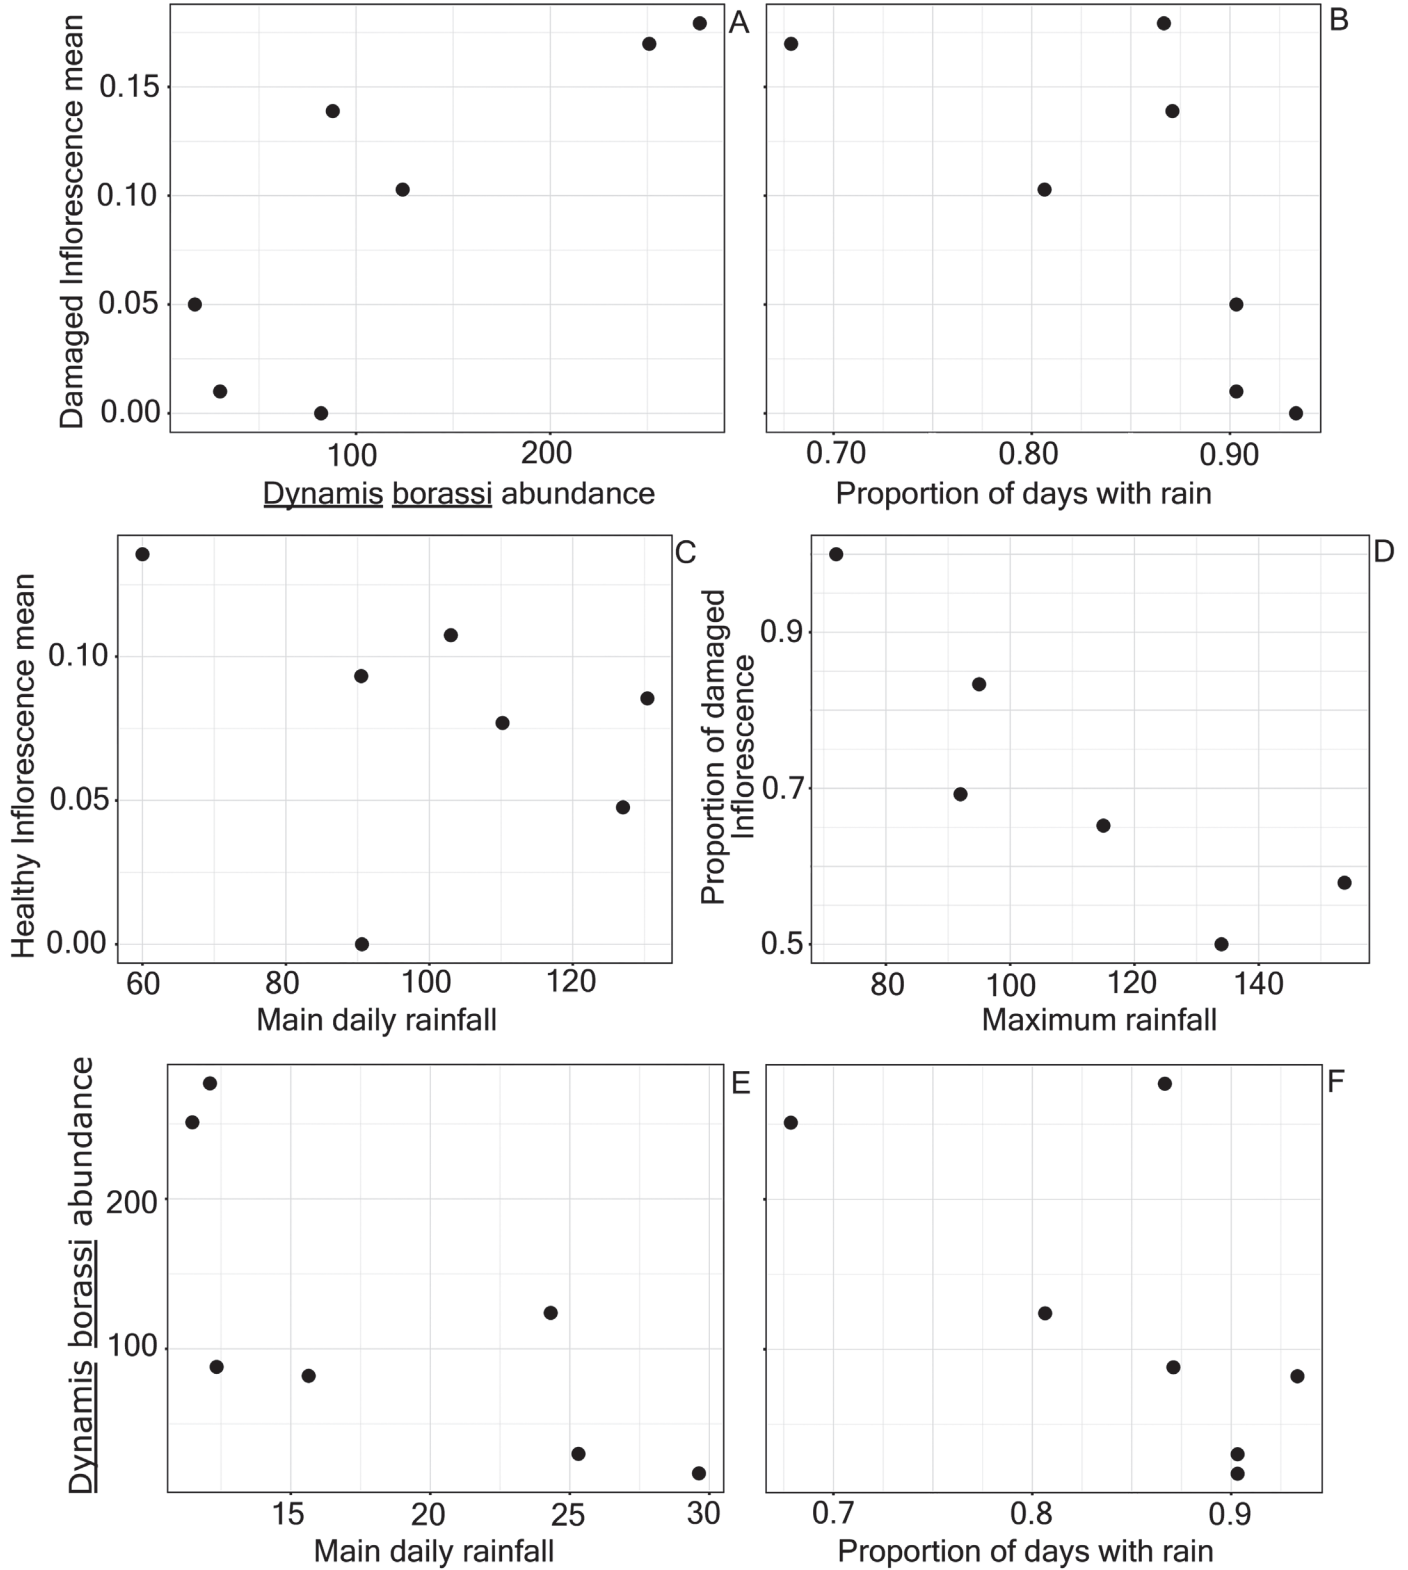 A
B
Damaged Inflorescence mean
0.15
0.10
0.05
0.00
100
200
0.70
0.80
0.90
Dynamis borassi abundance
Proportion of days with rain
C
D
Healthy Inflorescence mean
0.10
0.05
0.00
60
80
100
120
Main daily rainfall
Proportion of damaged
Inflorescence
0.9
0.7
0.5
80
100
120
140
Maximum rainfall
E
F
Dynamis borassi abundance
200
100
15
20
25
30
Main daily rainfall
0.7
0.8
0.9
Proportion of days with rain